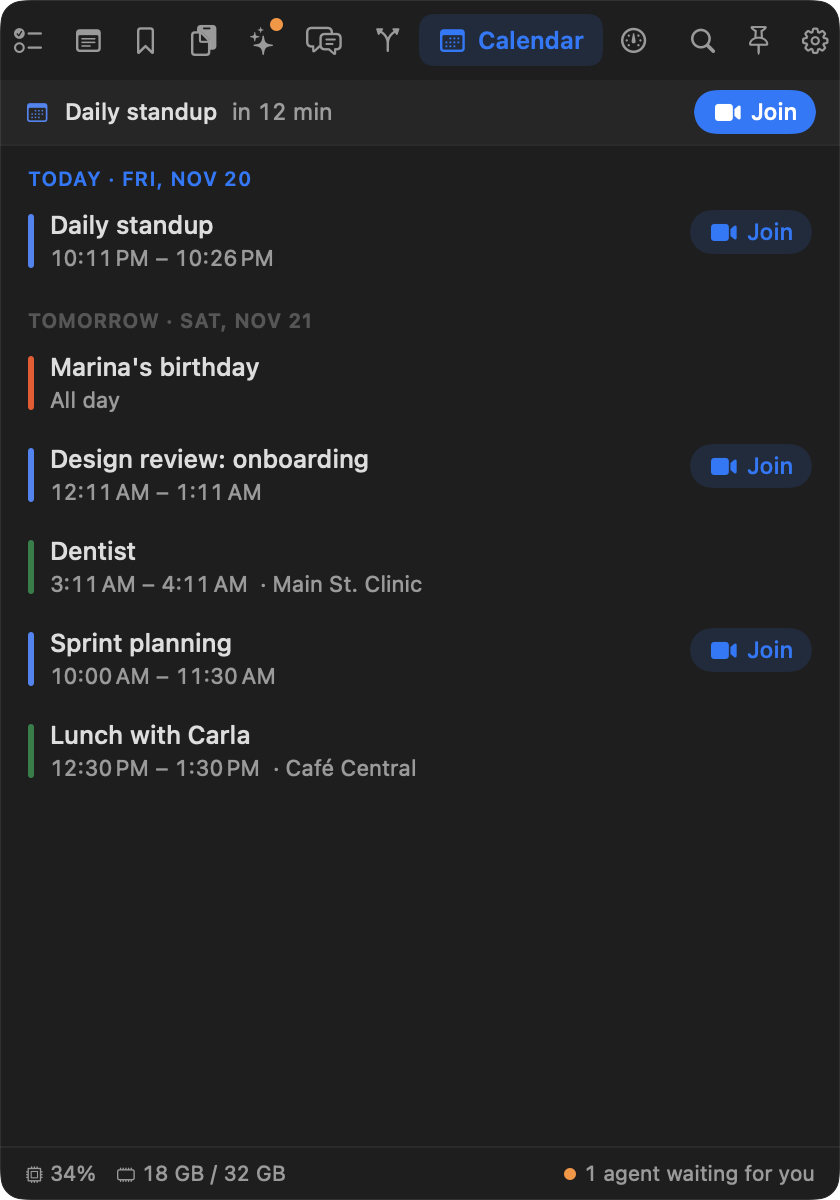 Calendar
Daily standup in 12 min
Join
TODAY · FRI, NOV 20
Daily standup
10:11 PM – 10:26 PM
Join
TOMORROW · SAT, NOV 21
Marina's birthday
All day
Design review: onboarding
12:11 AM – 1:11 AM
Join
Dentist
3:11 AM – 4:11 AM · Main St. Clinic
Sprint planning
10:00 AM – 11:30 AM
Join
Lunch with Carla
12:30 PM – 1:30 PM · Café Central
34% 18 GB / 32 GB
1 agent waiting for you